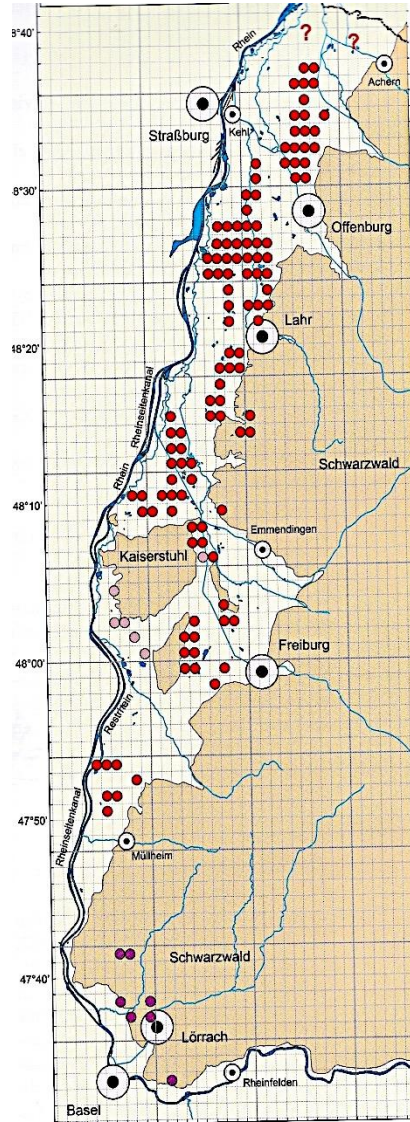 8°40'
? ?
Rhein
Achern
Straßburg
Kehl
8°30'
Offenburg
48°20'
Lahr
Rheinseitenkanal
Schwarzwald
Rhein
48°10'
Emmendingen
Kaiserstuhl
48°00'
Freiburg
Restrhein
Rheinseitenkanal
47°50'
Müllheim
Schwarzwald
47°40'
Lörrach
Rheinfelden
Basel